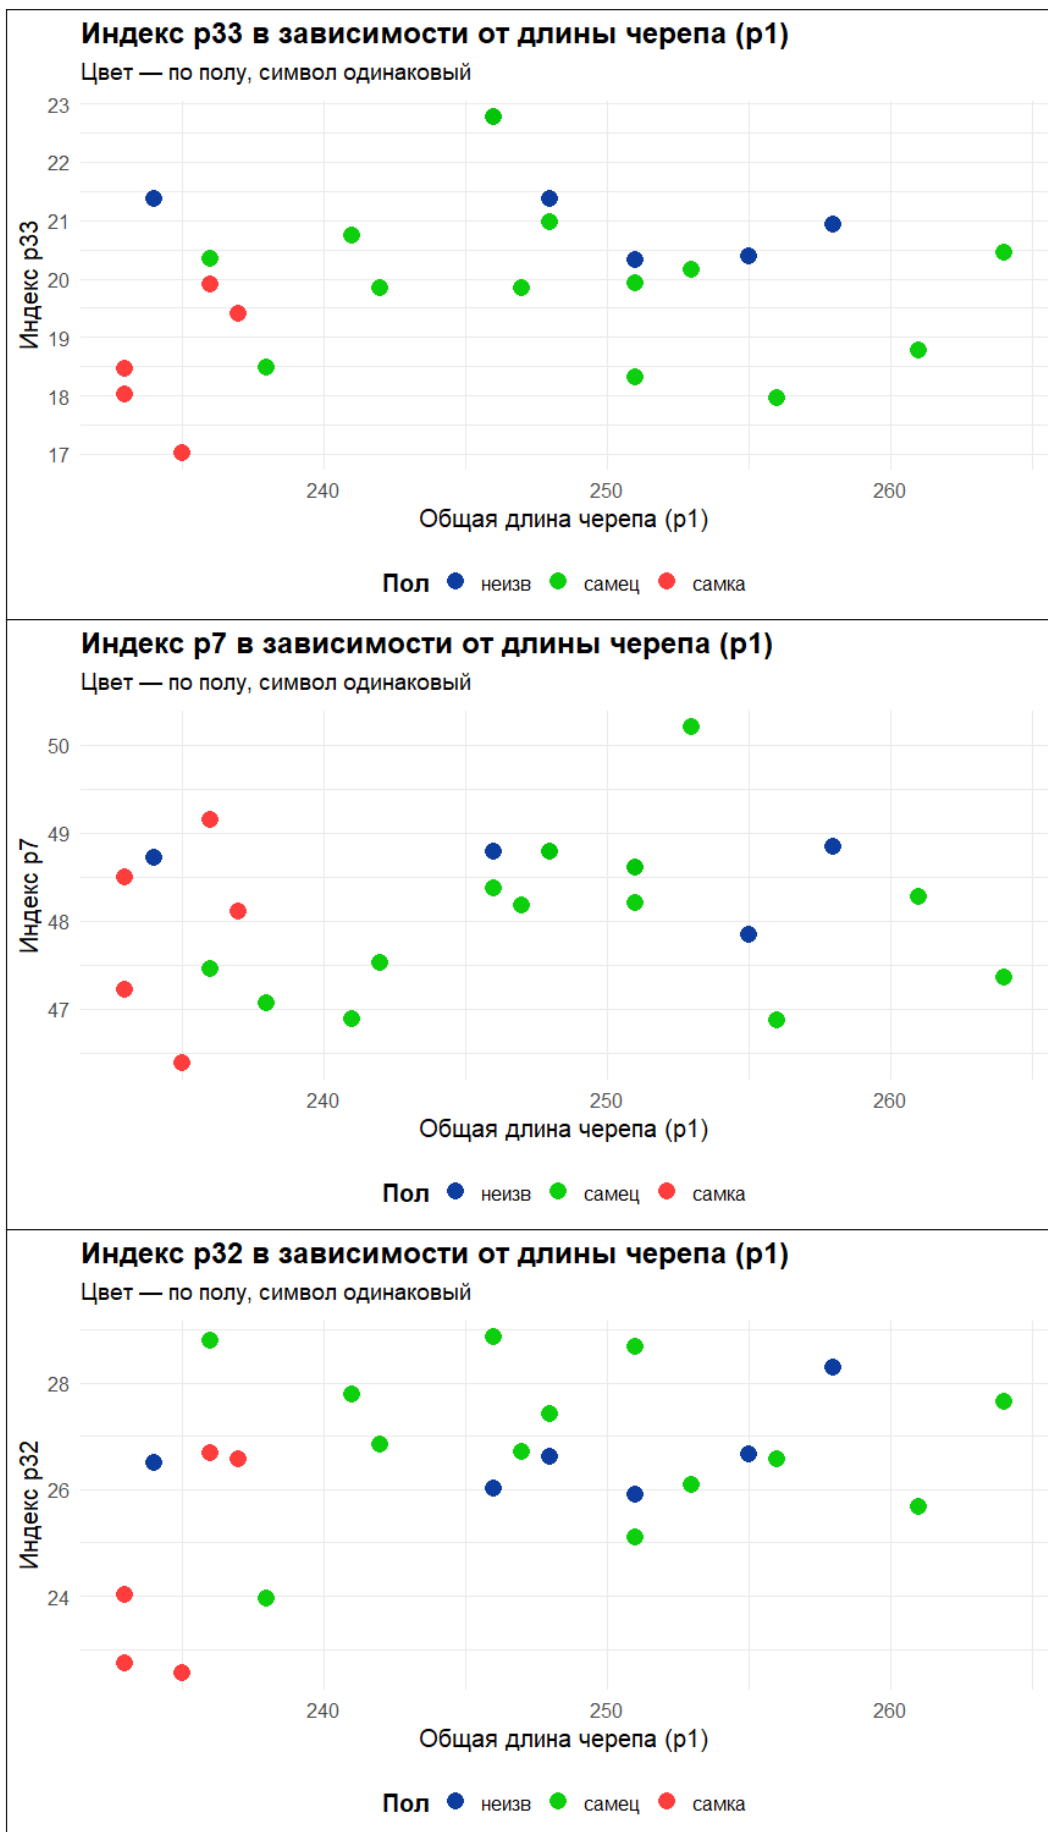 Индекс p33 в зависимости от длины черепа (p1)
Цвет — по полу, символ одинаковый
23
22
21
20
19
18
17
Индекс p33
240 250 260
Общая длина черепа (p1)
Пол неизв самец самка
Индекс p7 в зависимости от длины черепа (p1)
Цвет — по полу, символ одинаковый
50
49
48
47
Индекс p7
240 250 260
Общая длина черепа (p1)
Пол неизв самец самка
Индекс p32 в зависимости от длины черепа (p1)
Цвет — по полу, символ одинаковый
28
26
24
Индекс p32
240 250 260
Общая длина черепа (p1)
Пол неизв самец самка